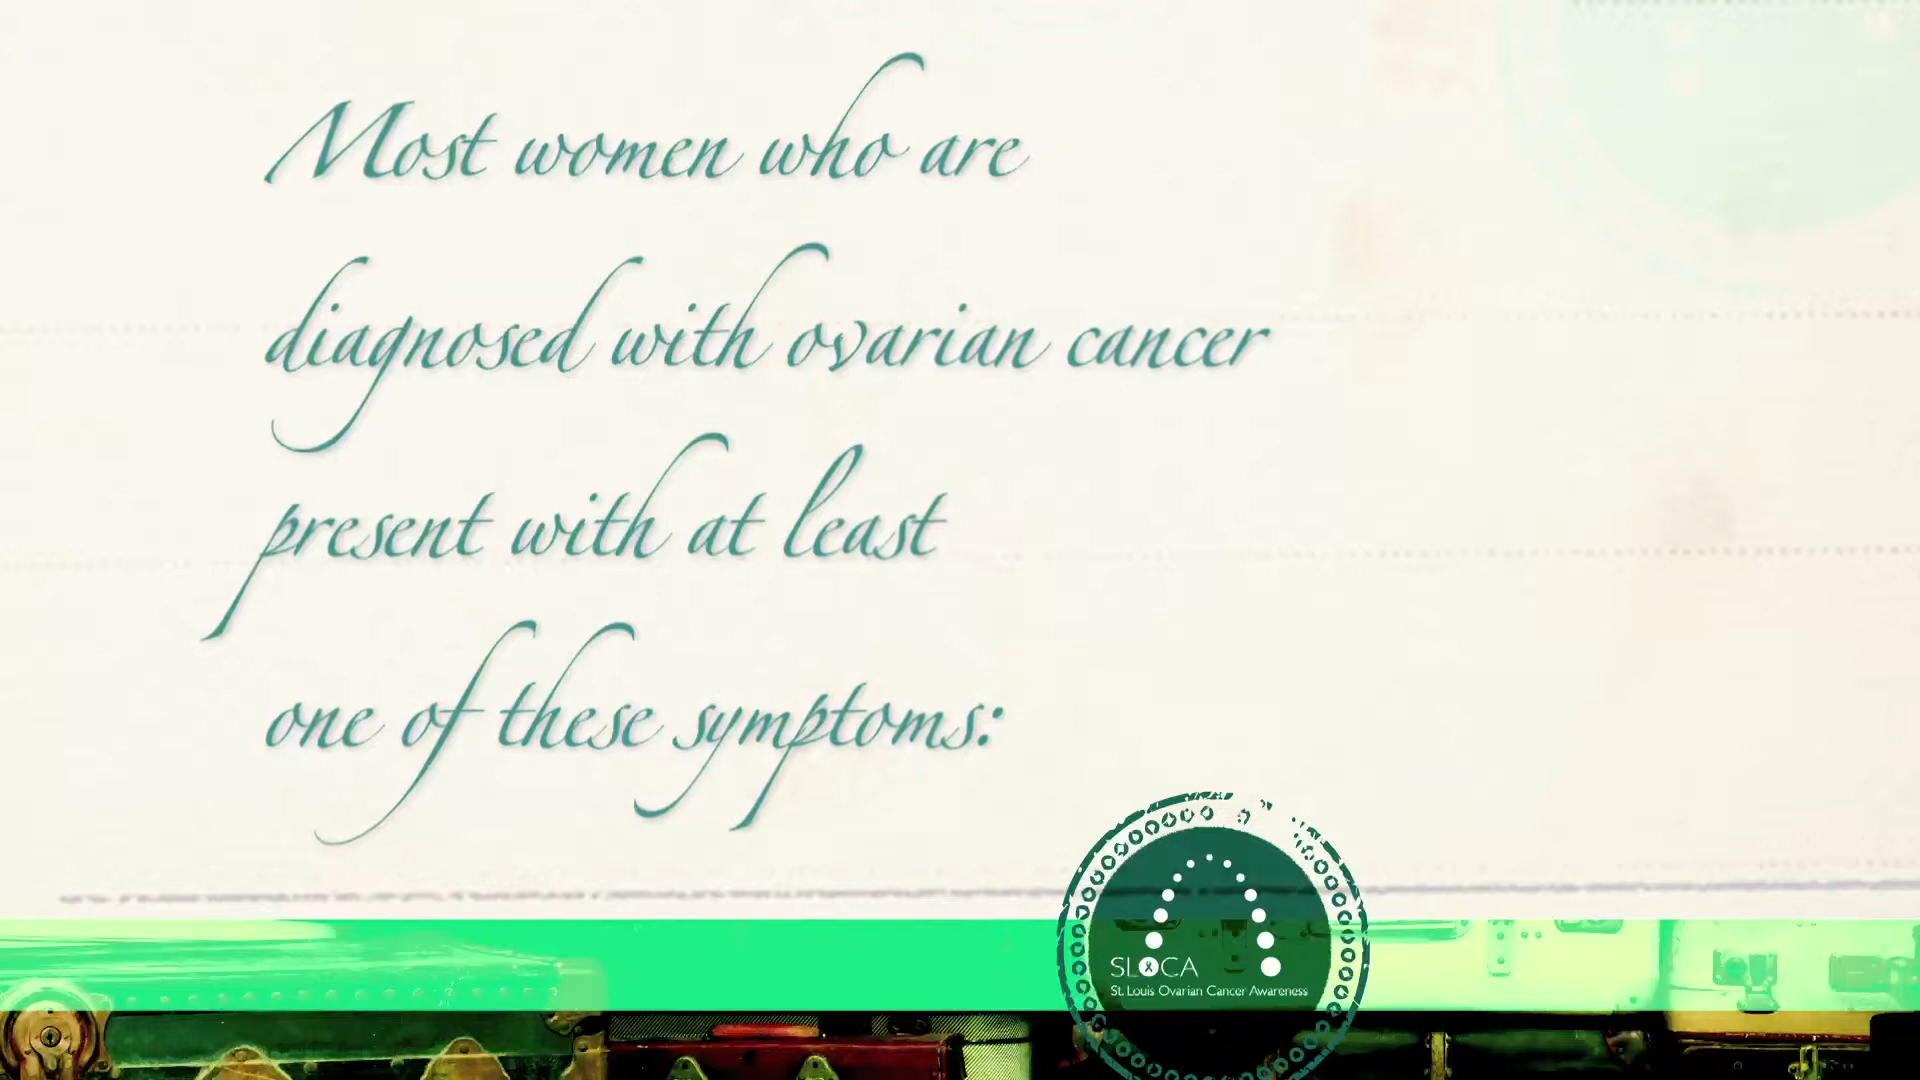 Most women who are
diagnosed with ovarian cancer
present with at least
one of these symptoms:
SLOCA
St. Louis Ovarian Cancer Awareness